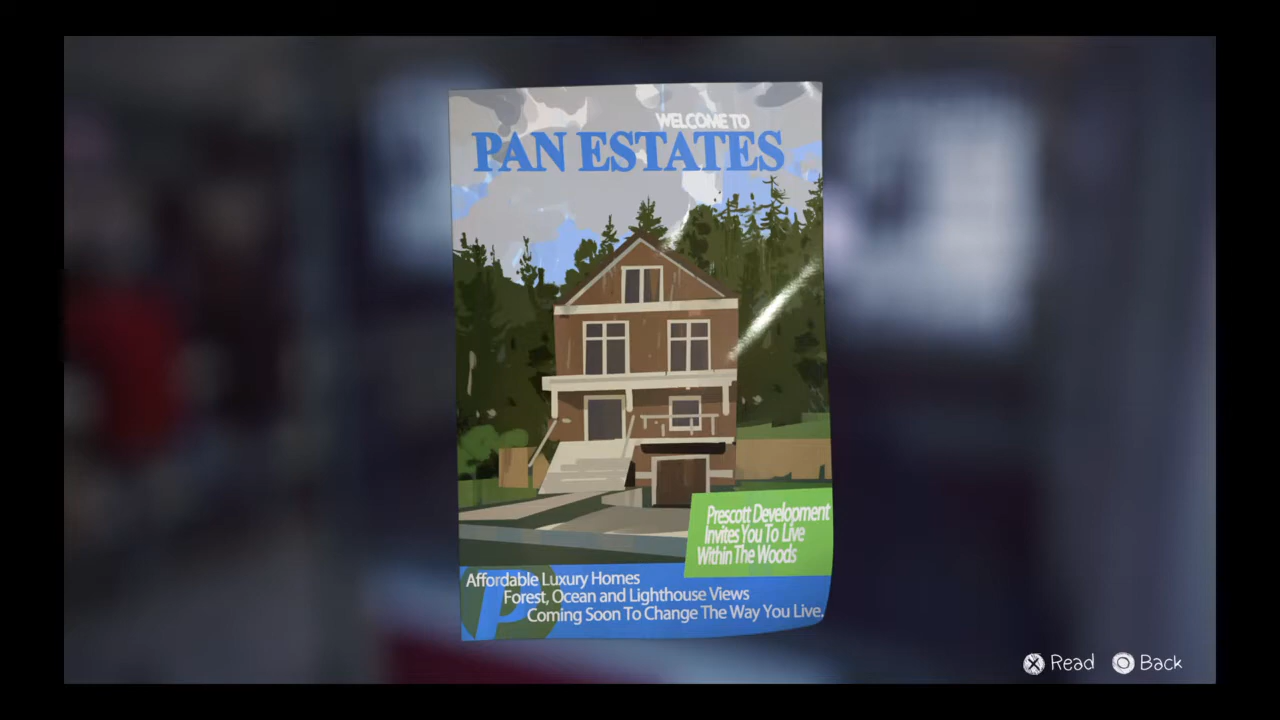 WELCOME TO
PAN ESTATES
Prescott Development
Invites You To Live
Within The Woods
Affordable Luxury Homes
Forest, Ocean and Lighthouse Views
Coming Soon To Change The Way You Live.
P
Read Back